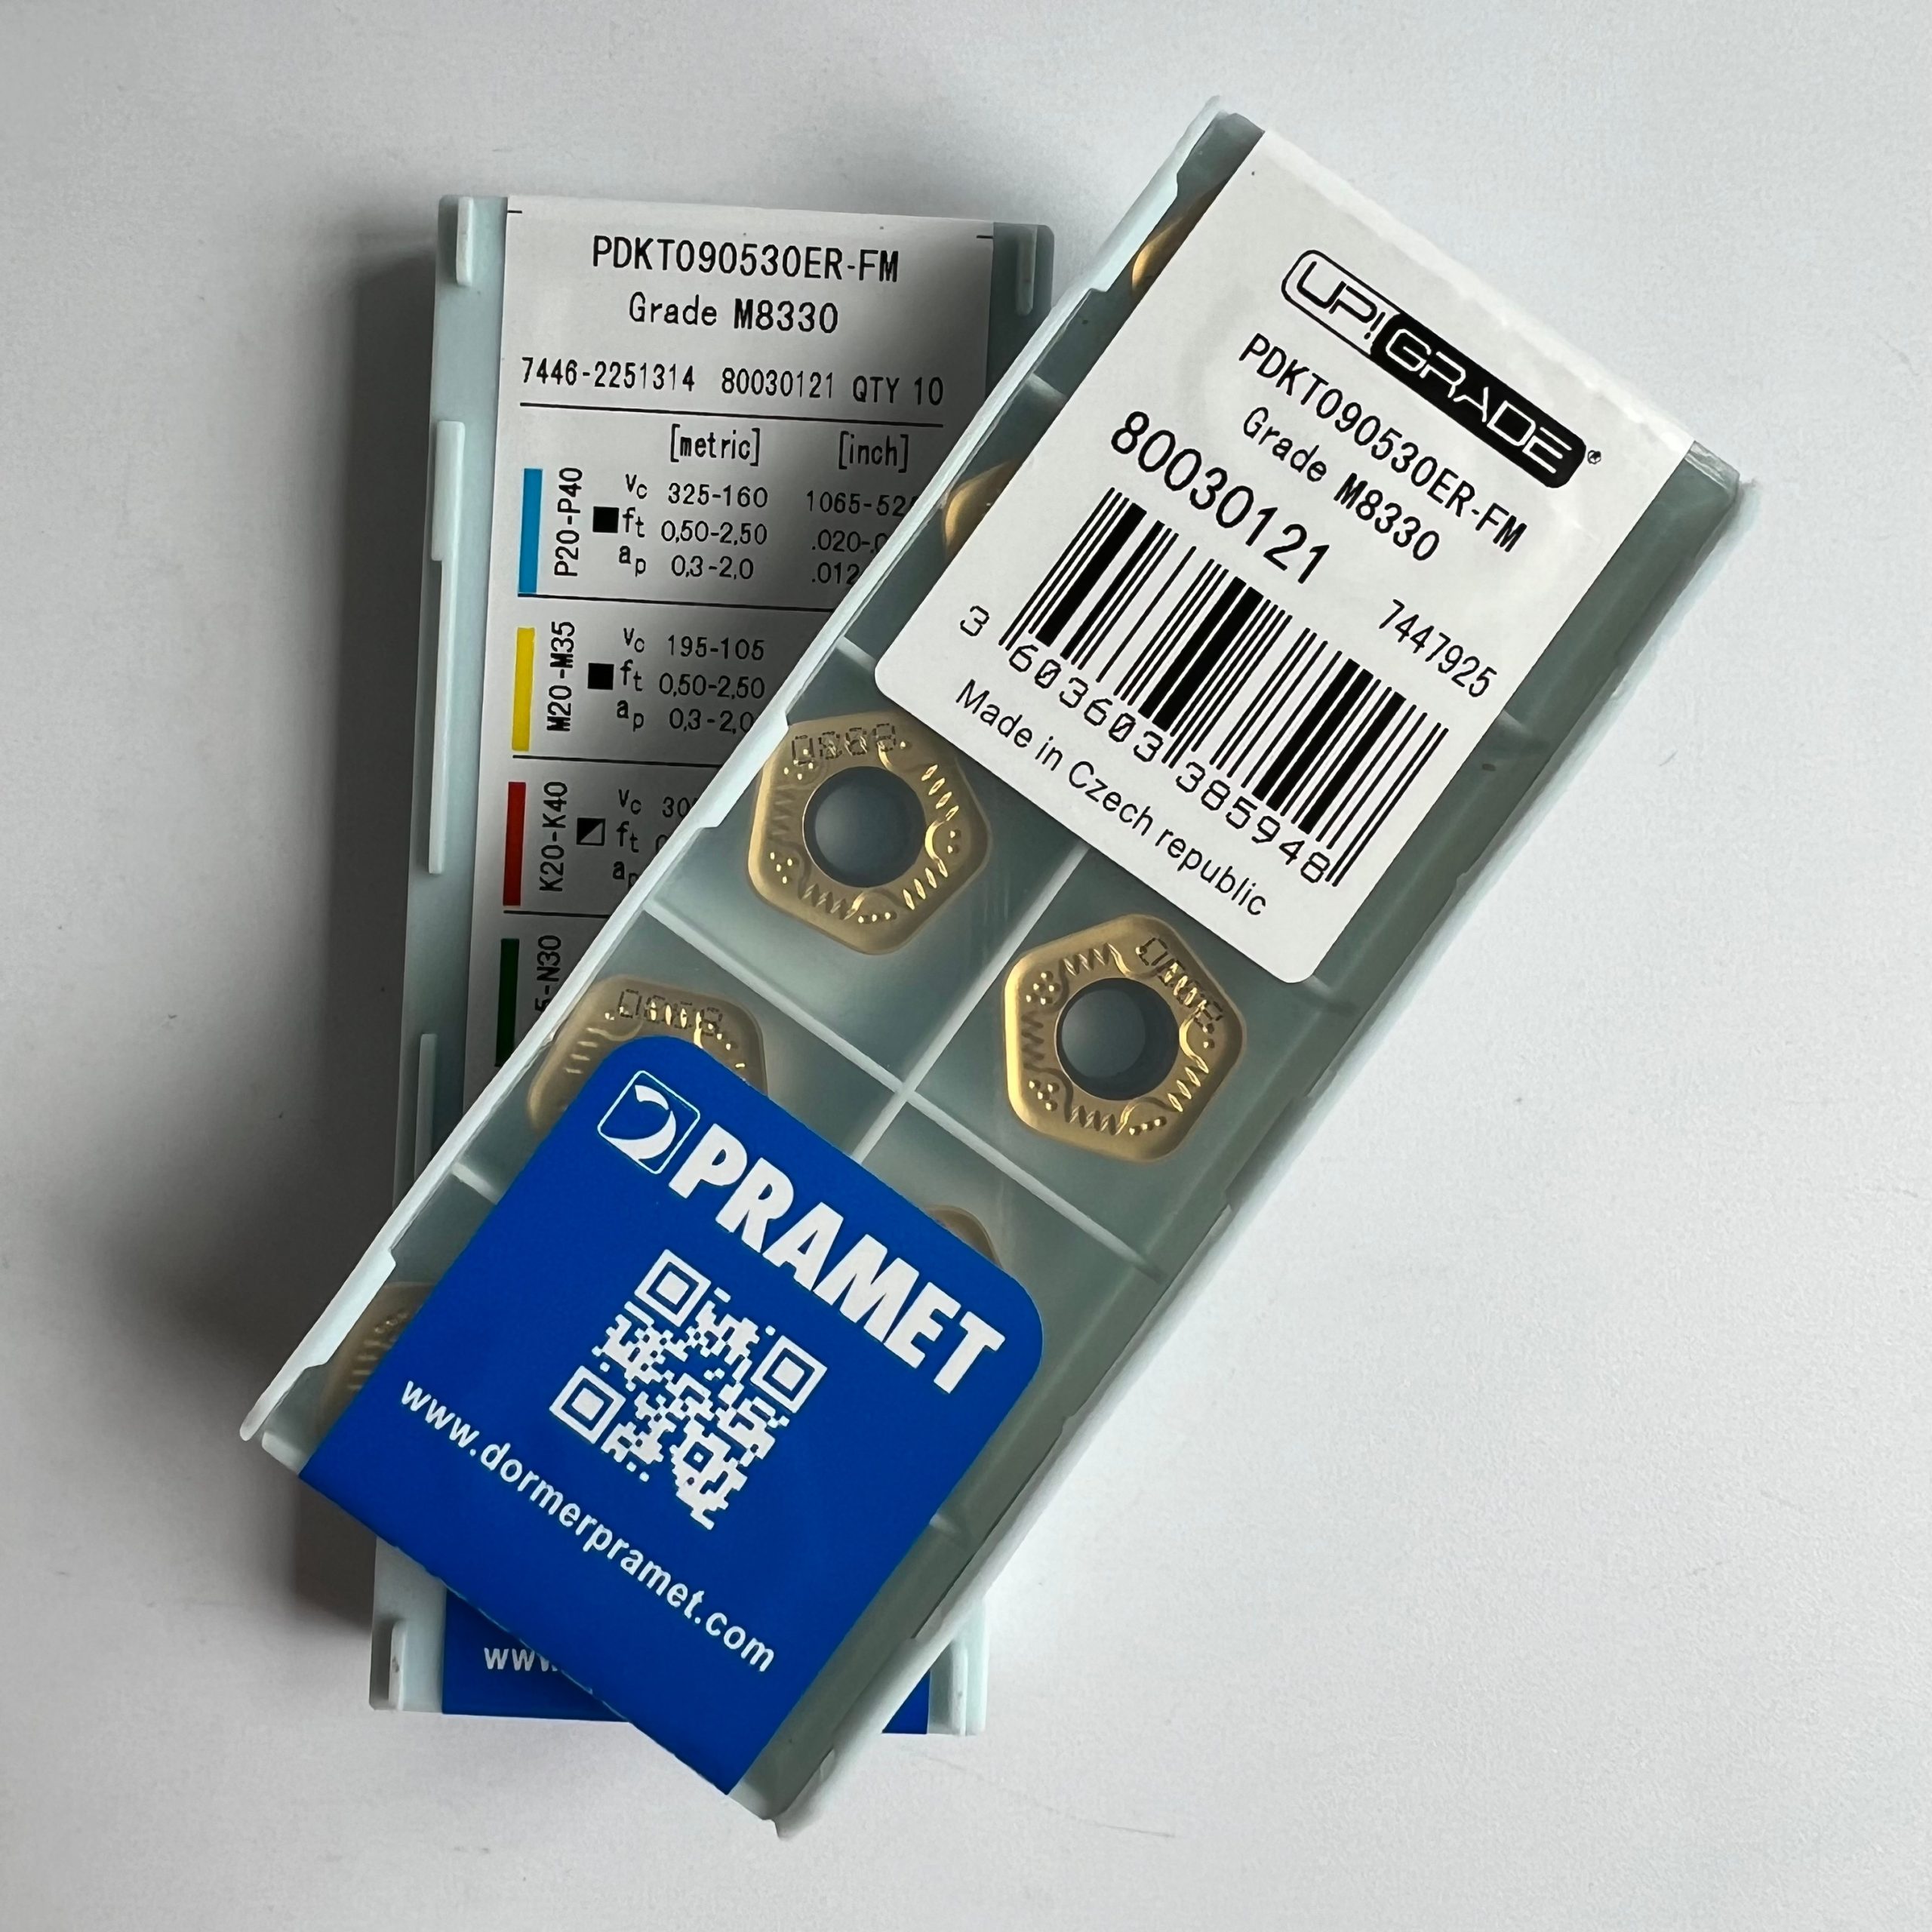 PDKT090530ER-FM
Grade M8330
7446-2251314 80030121 QTY 10
[metric] [inch]
P20-P40
vc 325-160
ft 0,50-2,50
ap 0,3-2,0
M20-M35
vc 195-105
ft 0,50-2,50
ap 0,3-2,0
K20-K40
vc
ft
UP!GRADE®
PDKT090530ER-FM
Grade M8330
80030121
7447925
3 603603 385948
Made in Czech republic
PRAMET
www.dormerpramet.com